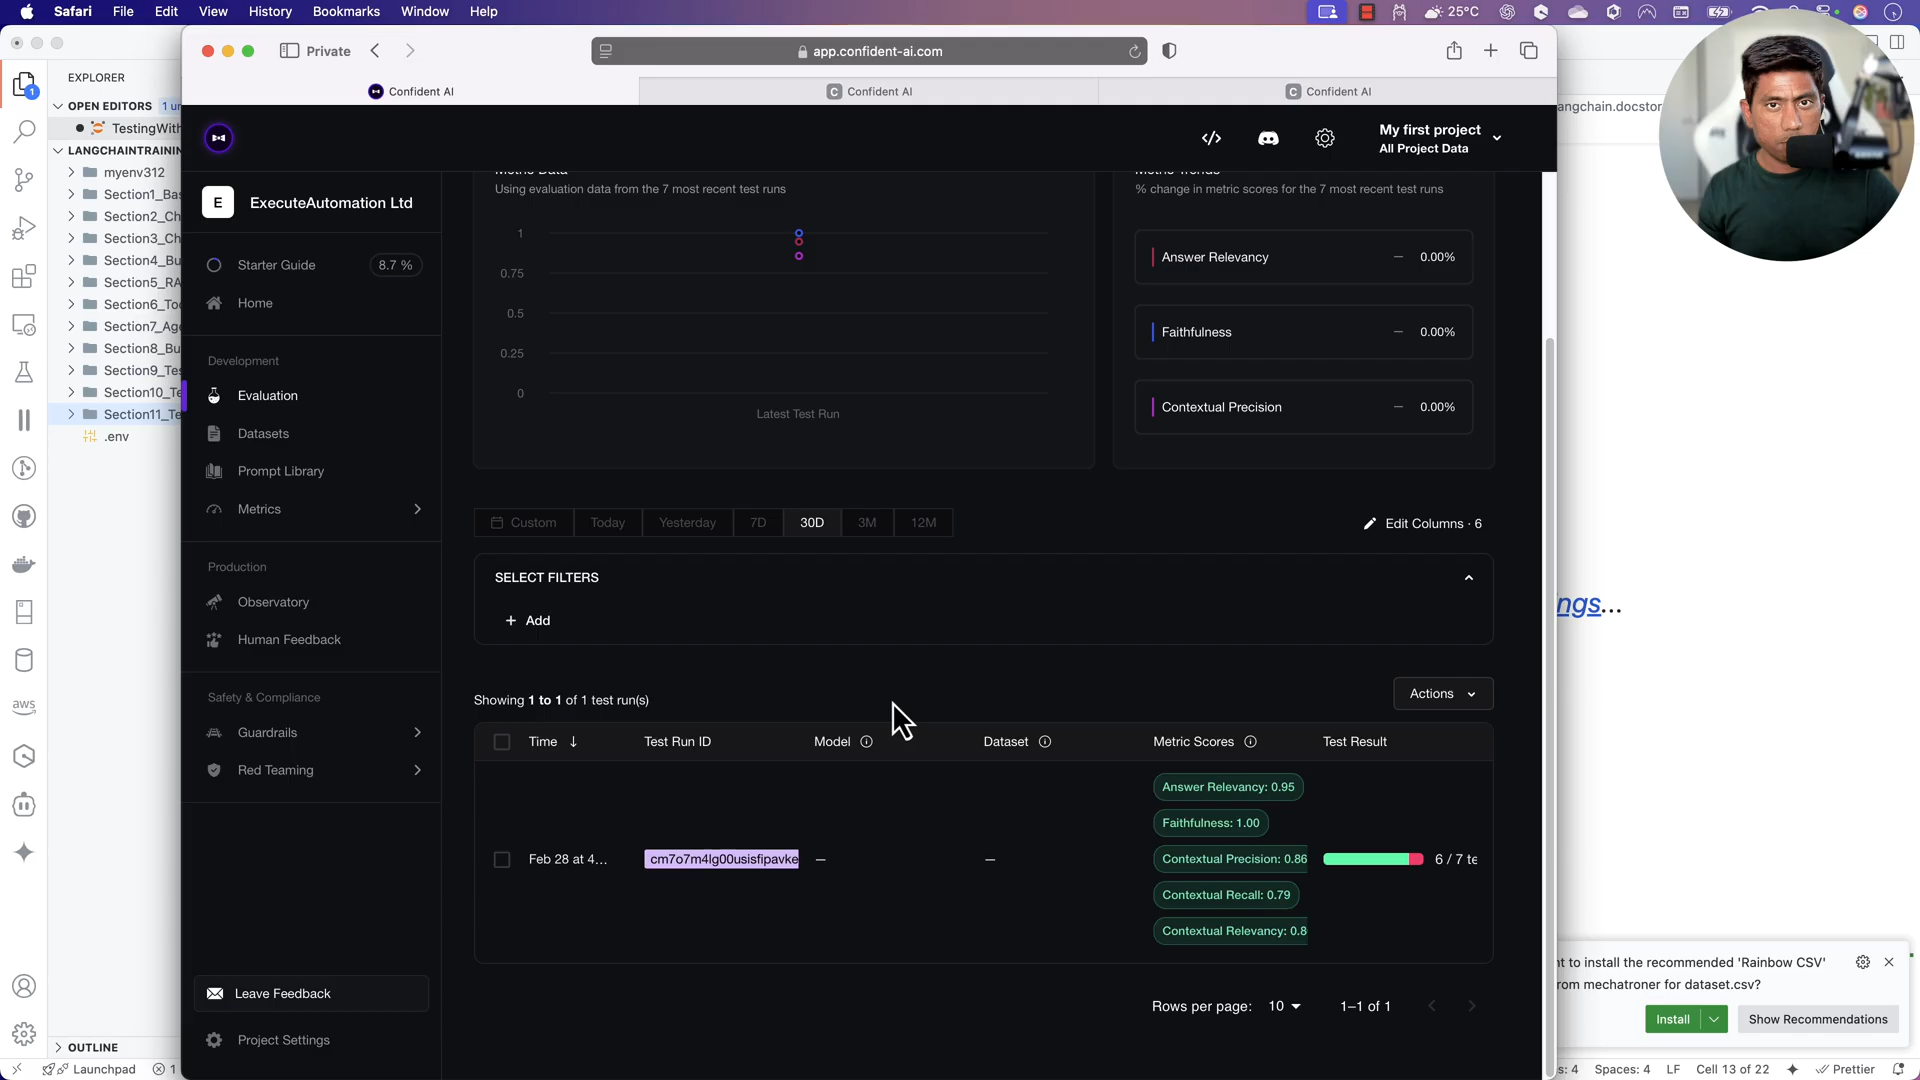 Safari File Edit View History Bookmarks Window Help
25°C
Private
app.confident-ai.com
Confident AI
Confident AI
Confident AI
EXPLORER
OPEN EDITORS
TestingWith
LANGCHAINTRAININ
myenv312
Section1_Bas
Section2_Ch
Section3_Ch
Section4_Bu
Section5_RA
Section6_Too
Section7_Age
Section8_Bu
Section9_Tes
Section10_Te
Section11_Te
.env
OUTLINE
Launchpad
aws
My first project
All Project Data
E
ExecuteAutomation Ltd
Starter Guide
8.7 %
Home
Development
Evaluation
Datasets
Prompt Library
Metrics
Production
Observatory
Human Feedback
Safety & Compliance
Guardrails
Red Teaming
Leave Feedback
Project Settings
Using evaluation data from the 7 most recent test runs
1
0.75
0.5
0.25
0
Latest Test Run
% change in metric scores for the 7 most recent test runs
Answer Relevancy — 0.00%
Faithfulness — 0.00%
Contextual Precision — 0.00%
Custom Today Yesterday 7D 30D 3M 12M
Edit Columns · 6
SELECT FILTERS
+ Add
Showing 1 to 1 of 1 test run(s)
Actions
Time ↓ Test Run ID Model Dataset Metric Scores Test Result
Feb 28 at 4... cm7o7m4lg00usisfipavke — —
Answer Relevancy: 0.95
Faithfulness: 1.00
Contextual Precision: 0.86
Contextual Recall: 0.79
Contextual Relevancy: 0.8
6 / 7 te
Rows per page: 10 1–1 of 1
angchain.docstor
ngs...
nt to install the recommended 'Rainbow CSV'
rom mechatroner for dataset.csv?
Install
Show Recommendations
s: 4 Spaces: 4 LF Cell 13 of 22 Prettier